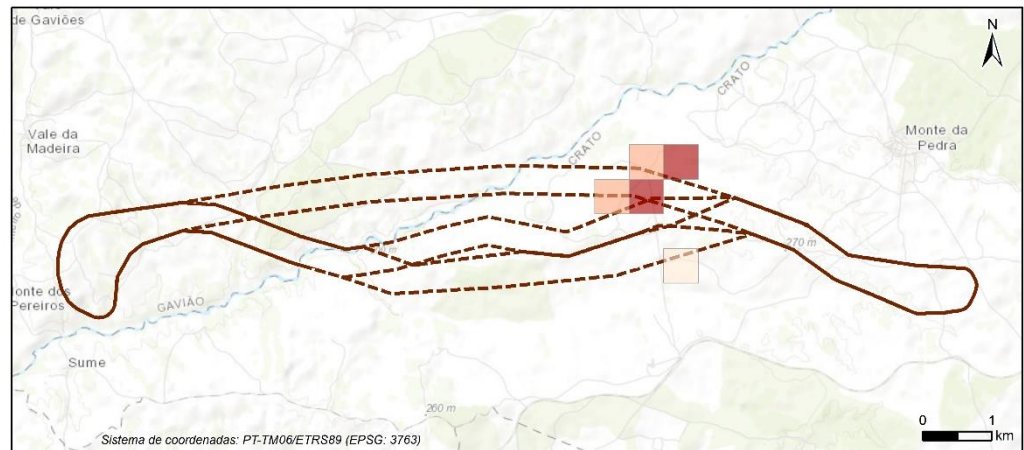 de Gaviões
N
CRATO
CRATO
Vale da
Madeira
Monte da
Pedra
270 m
GAVIÃO
onte dos
Pereiros
Sume
260 m
0 1
km
Sistema de coordenadas: PT-TM06/ETRS89 (EPSG: 3763)